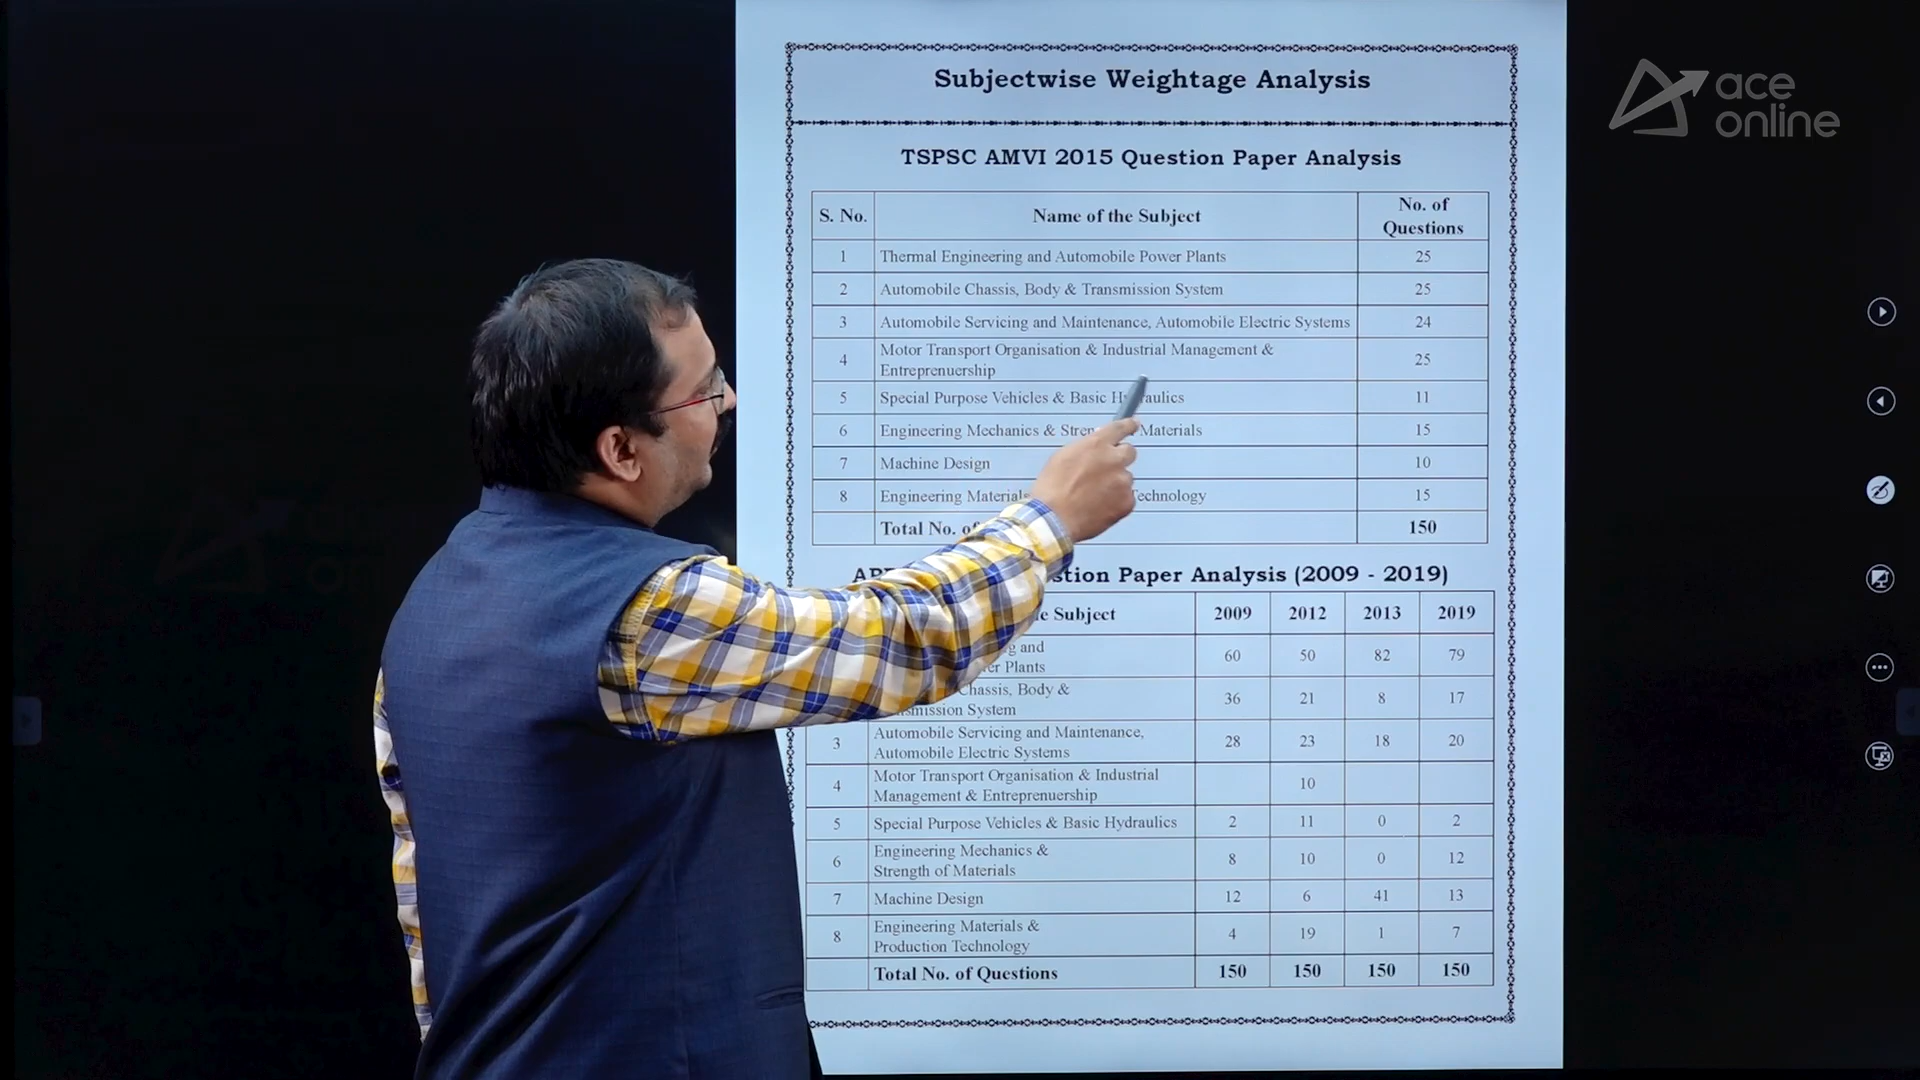 ace
online
Subjectwise Weightage Analysis
TSPSC AMVI 2015 Question Paper Analysis
S. No. Name of the Subject No. of Questions
1 Thermal Engineering and Automobile Power Plants 25
2 Automobile Chassis, Body & Transmission System 25
3 Automobile Servicing and Maintenance, Automobile Electric Systems 24
4 Motor Transport Organisation & Industrial Management & Entreprenuership 25
5 Special Purpose Vehicles & Basic 11
6 Engineering Mechanics & Materials 15
7 Machine Design 10
8 Engineering Materials Technology 15
Total No. 150
Paper Analysis (2009 - 2019)
Subject 2009 2012 2013 2019
and Plants 60 50 82 79
Chassis, Body & System 36 21 8 17
3 Automobile Servicing and Maintenance, Automobile Electric Systems 28 23 18 20
4 Motor Transport Organisation & Industrial Management & Entreprenuership 10
5 Special Purpose Vehicles & Basic Hydraulics 2 11 0 2
6 Engineering Mechanics & Strength of Materials 8 10 0 12
7 Machine Design 12 6 41 13
8 Engineering Materials & Production Technology 4 19 1 7
Total No. of Questions 150 150 150 150